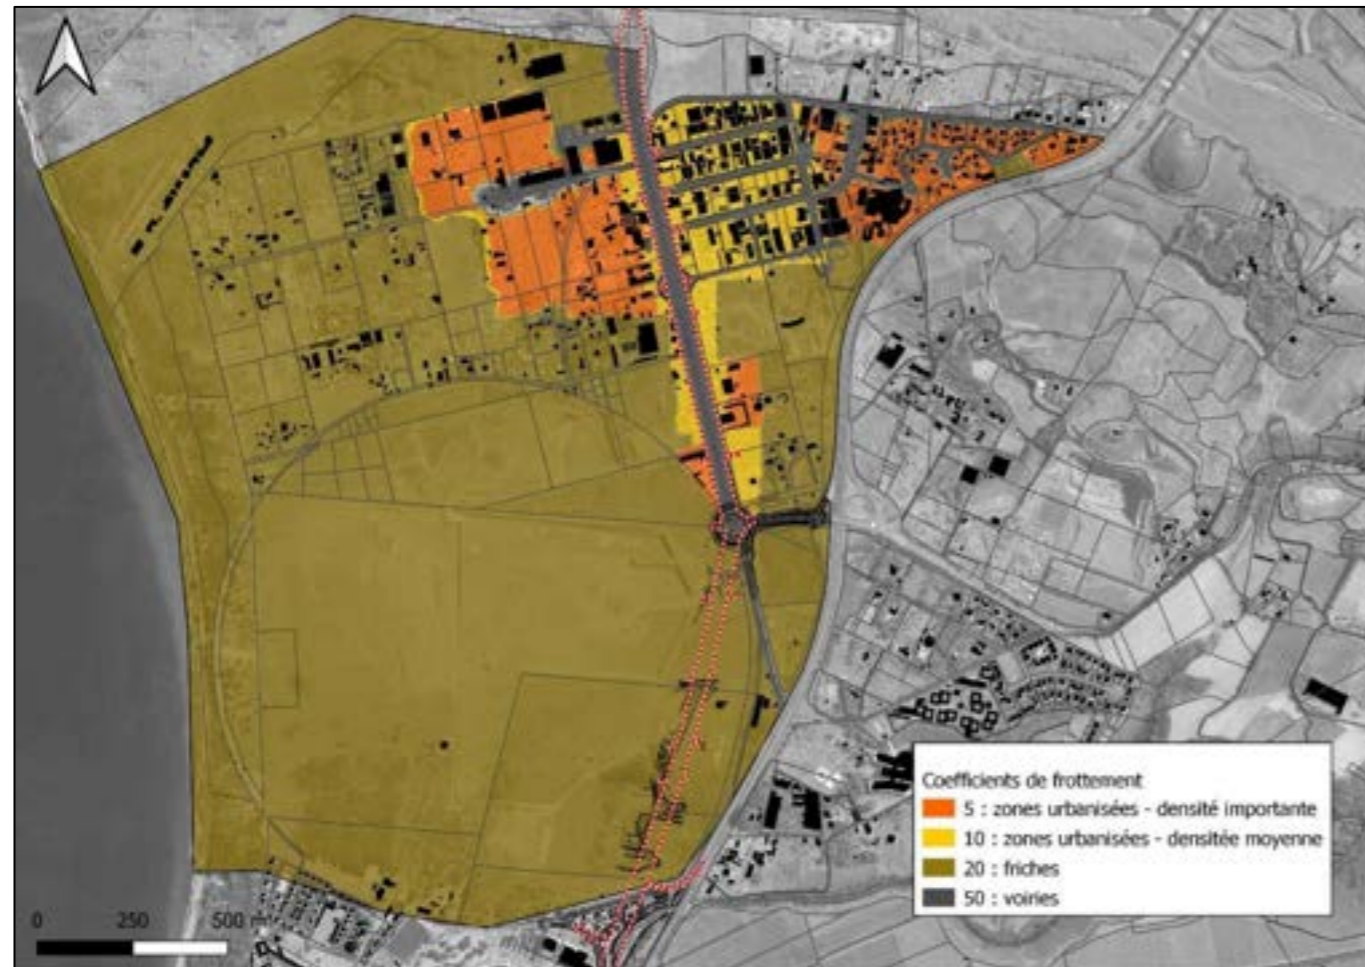 Coefficients de frottement
5 : zones urbanisées - densité importante
10 : zones urbanisées - densitée moyenne
20 : friches
50 : voiries
0 250 500 m